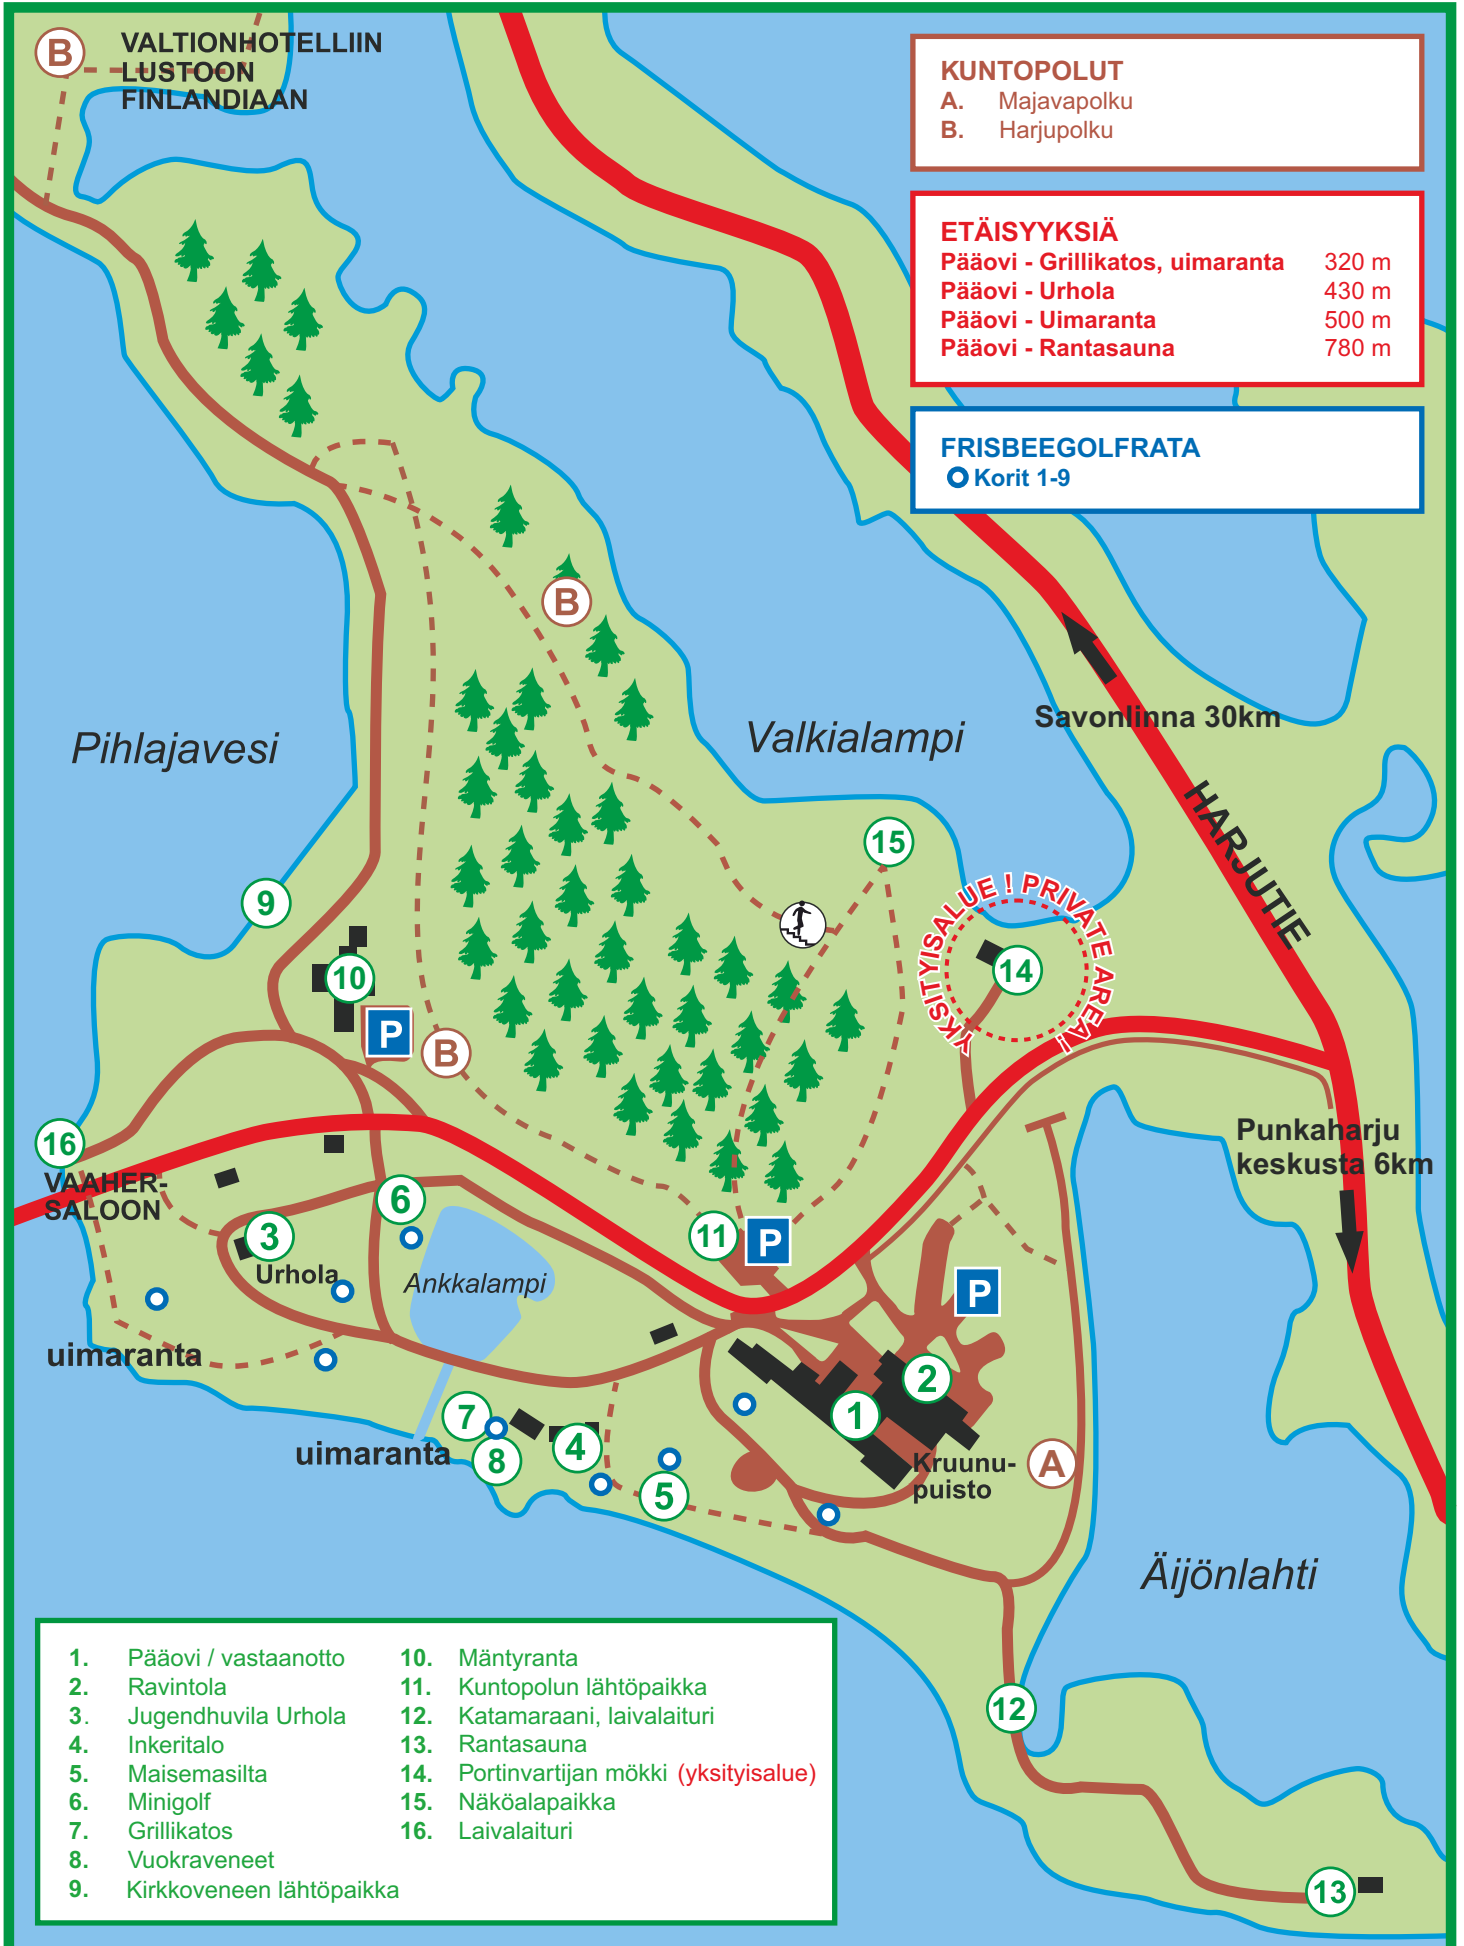 B
VALTIONHOTELLIIN
LUSTOON
FINLANDIAAN
KUNTOPOLUT
A. Majavapolku
B. Harjupolku
ETÄISYYKSIÄ
Pääovi - Grillikatos, uimaranta 320 m
Pääovi - Urhola 430 m
Pääovi - Uimaranta 500 m
Pääovi - Rantasauna 780 m
FRISBEEGOLFRATA
Korit 1-9
B
Savonlinna 30km
Pihlajavesi
Valkialampi
HARJUTIE
15
9
YKSITYISALUE ! PRIVATE AREA!
14
10
P
B
16
VAAHER-
SALOON
Punkaharju
keskusta 6km
6
3
Urhola
Ankkalampi
11
P
P
uimaranta
2
1
7
4
8
uimaranta
5
Kruunu-
puisto
A
Äijönlahti
12
13
1. Pääovi / vastaanotto
2. Ravintola
3. Jugendhuvila Urhola
4. Inkeritalo
5. Maisemasilta
6. Minigolf
7. Grillikatos
8. Vuokraveneet
9. Kirkkoveneen lähtöpaikka
10. Mäntyranta
11. Kuntopolun lähtöpaikka
12. Katamaraani, laivalaituri
13. Rantasauna
14. Portinvartijan mökki (yksityisalue)
15. Näköalapaikka
16. Laivalaituri